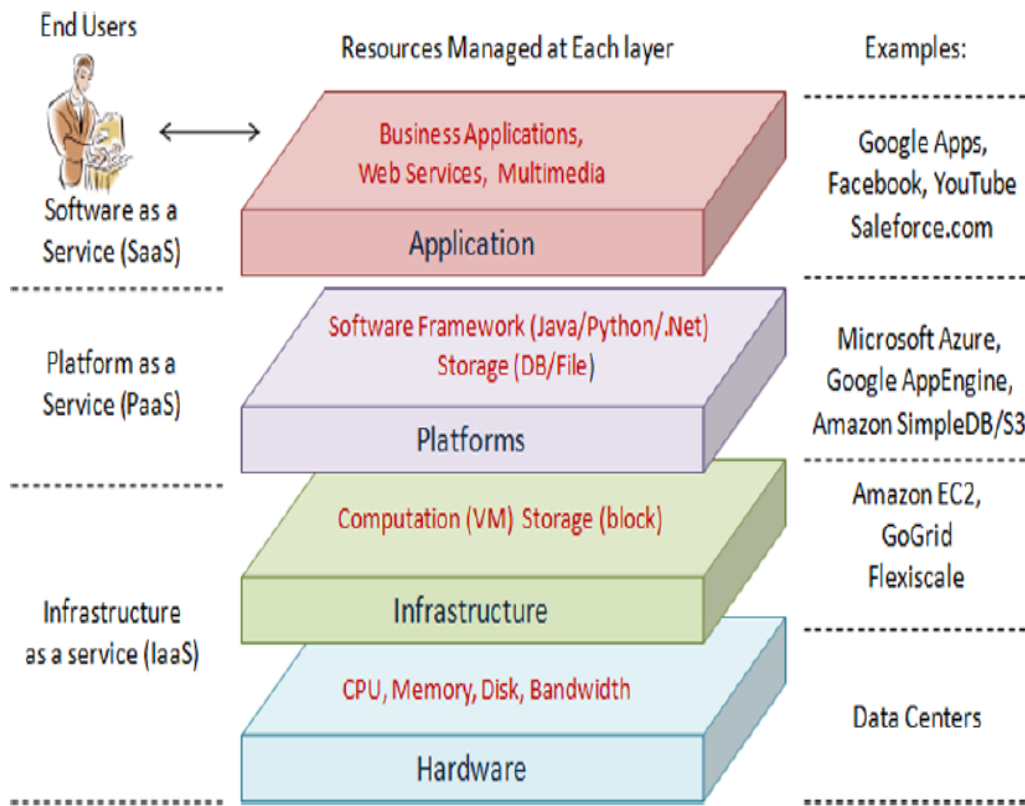 End Users
Resources Managed at Each layer
Examples:
Business Applications,
Web Services, Multimedia
Application
Google Apps,
Facebook, YouTube
Saleforce.com
Software as a
Service (SaaS)
Software Framework (Java/Python/.Net)
Storage (DB/File)
Platforms
Platform as a
Service (PaaS)
Microsoft Azure,
Google AppEngine,
Amazon SimpleDB/S3
Computation (VM) Storage (block)
Infrastructure
Amazon EC2,
GoGrid
Flexiscale
Infrastructure
as a service (IaaS)
CPU, Memory, Disk, Bandwidth
Hardware
Data Centers